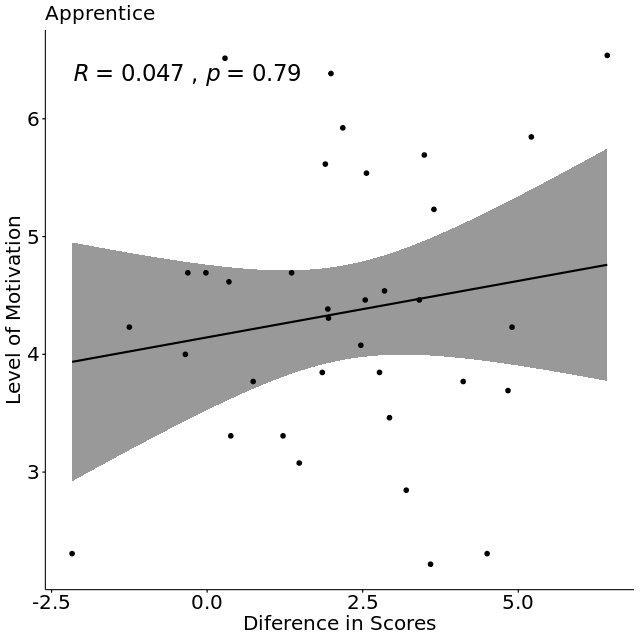 Apprentice
R = 0.047 , p = 0.79
6
5
4
3
-2.5 0.0 2.5 5.0
Level of Motivation
Diference in Scores